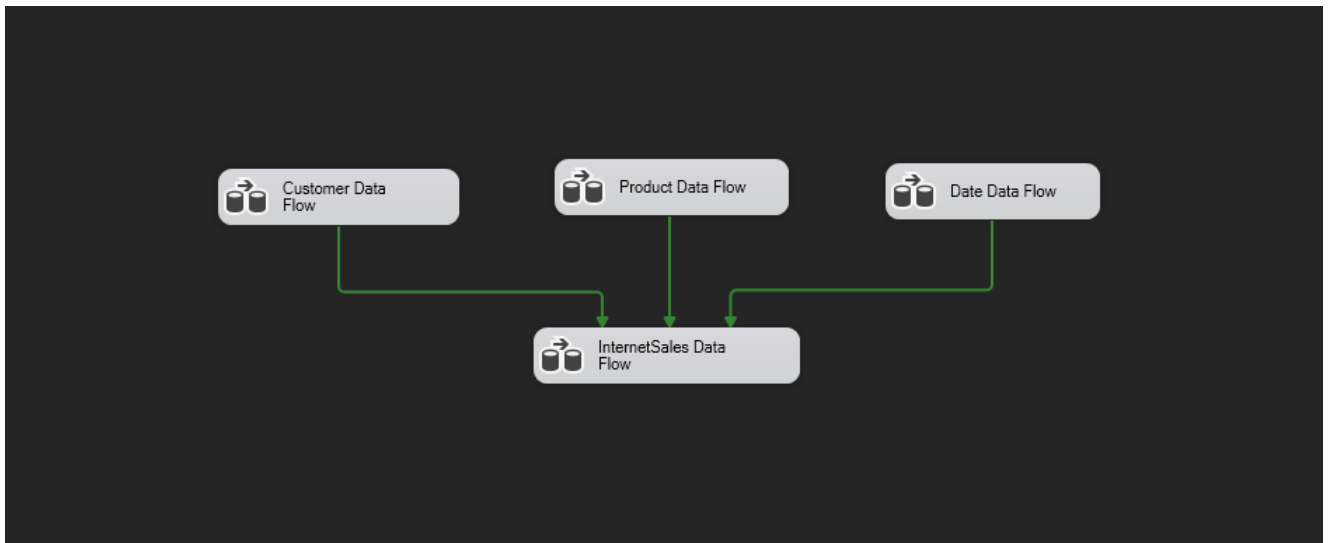 Customer Data
Flow
Product Data Flow
Date Data Flow
InternetSales Data
Flow